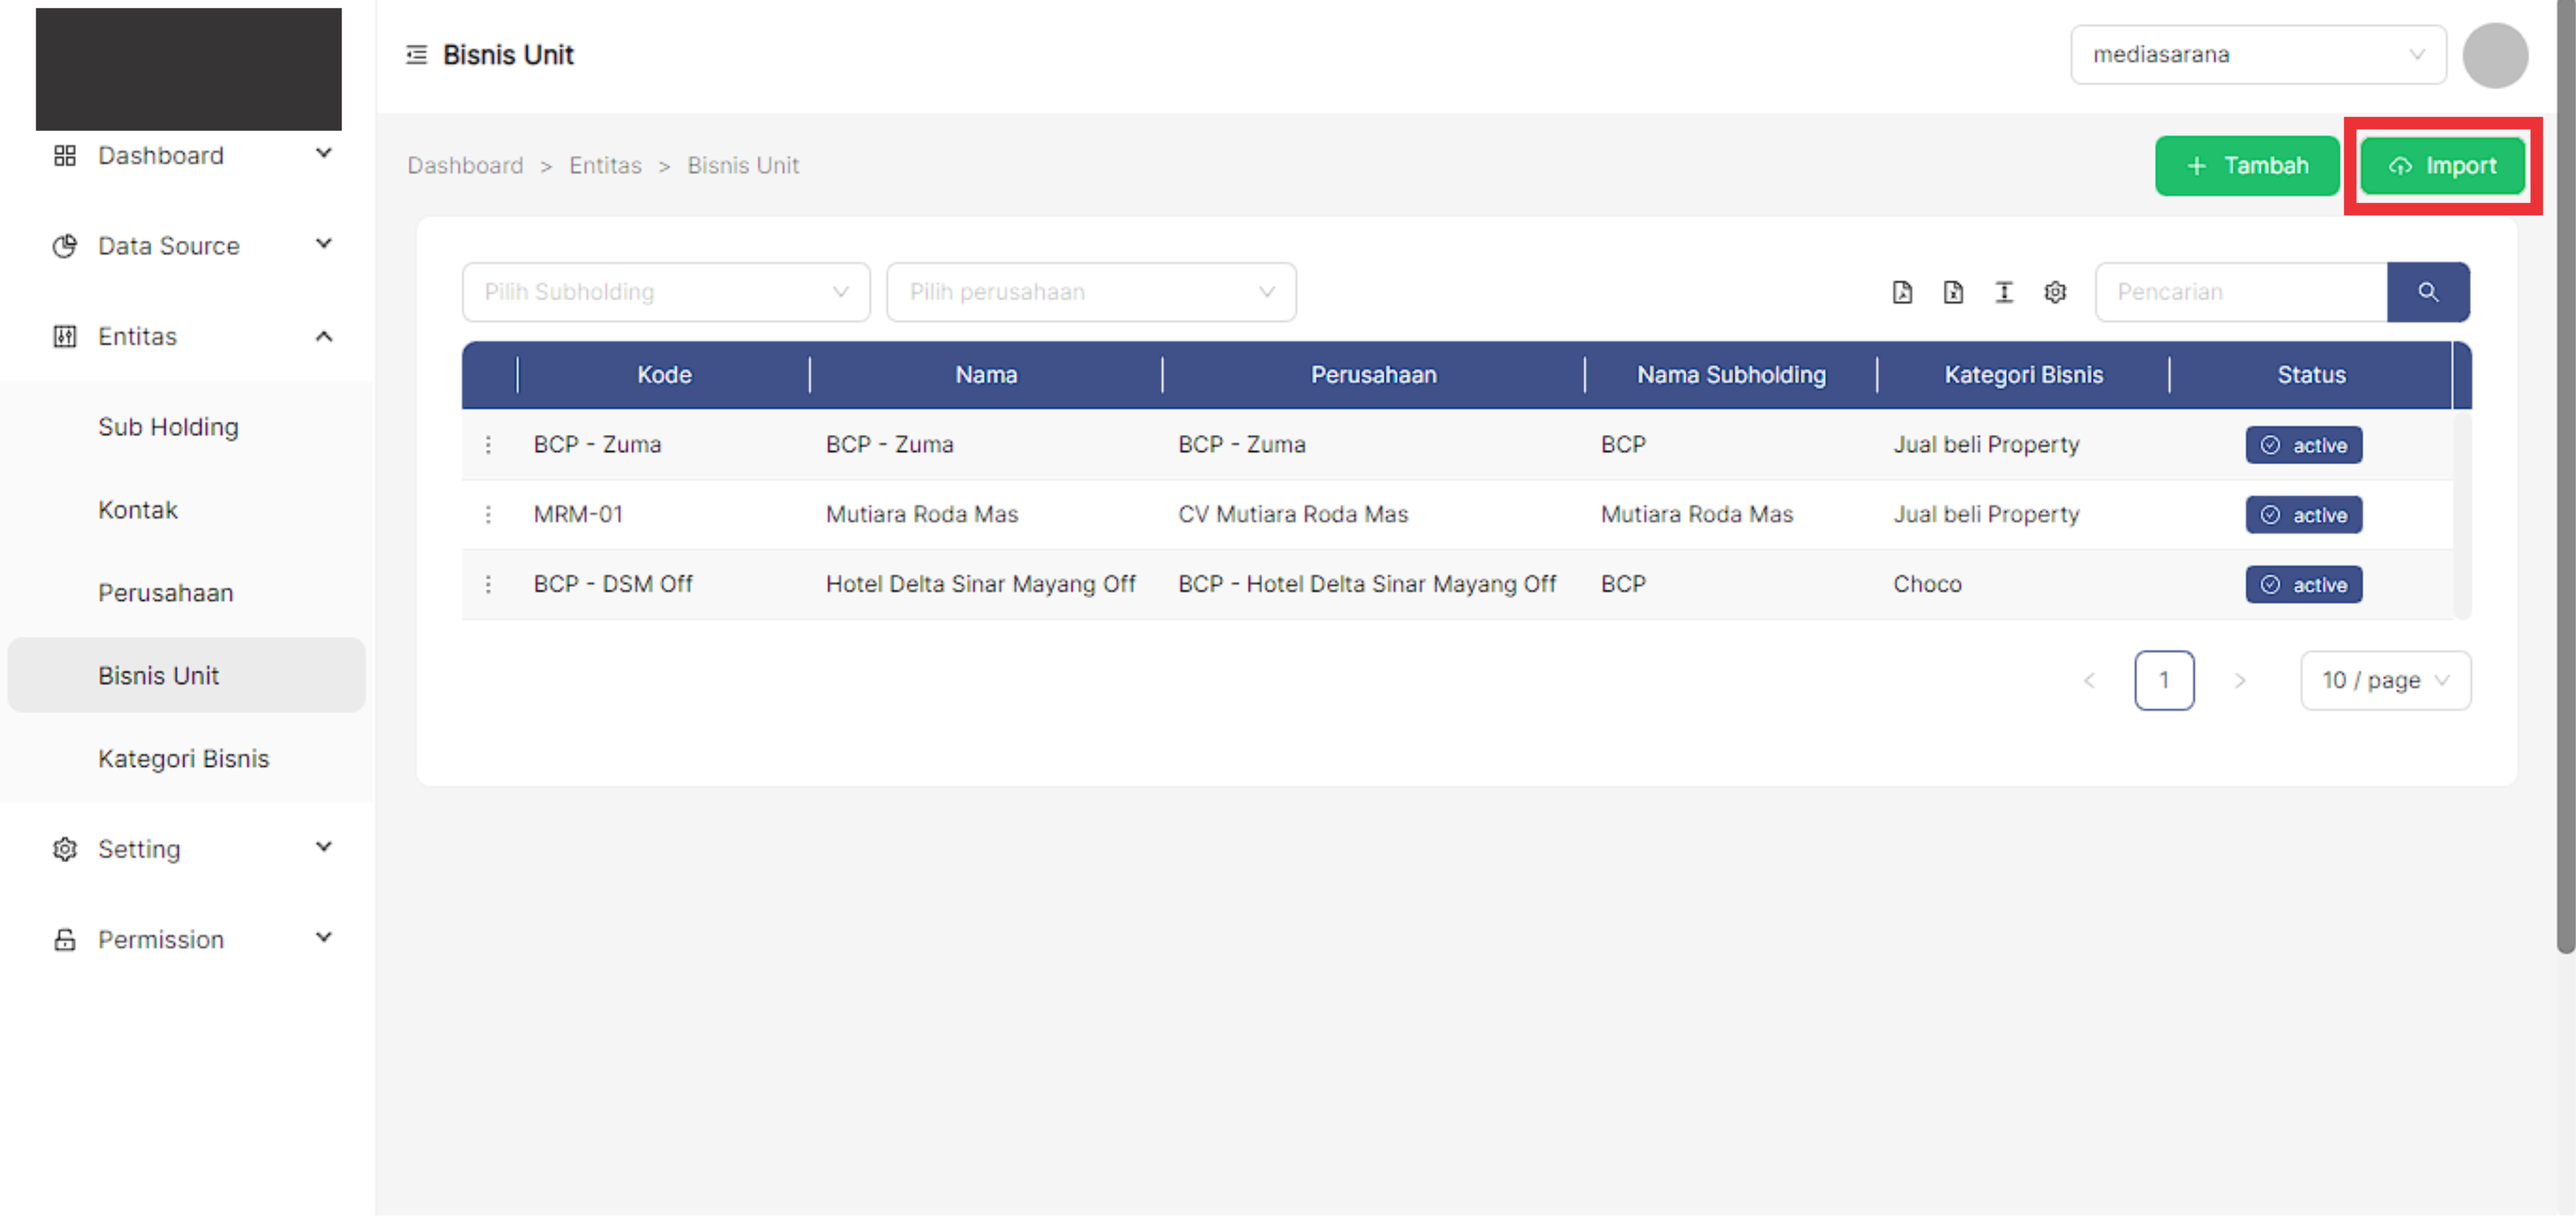 Bisnis Unit
mediasarana
Dashboard
Data Source
Entitas
Sub Holding
Kontak
Perusahaan
Bisnis Unit
Kategori Bisnis
Setting
Permission
Dashboard > Entitas > Bisnis Unit
+ Tambah
Import
Pilih Subholding
Pilih perusahaan
Pencarian
Kode Nama Perusahaan Nama Subholding Kategori Bisnis Status
BCP - Zuma BCP - Zuma BCP - Zuma BCP Jual beli Property active
MRM-01 Mutiara Roda Mas CV Mutiara Roda Mas Mutiara Roda Mas Jual beli Property active
BCP - DSM Off Hotel Delta Sinar Mayang Off BCP - Hotel Delta Sinar Mayang Off BCP Choco active
< 1 > 10 / page